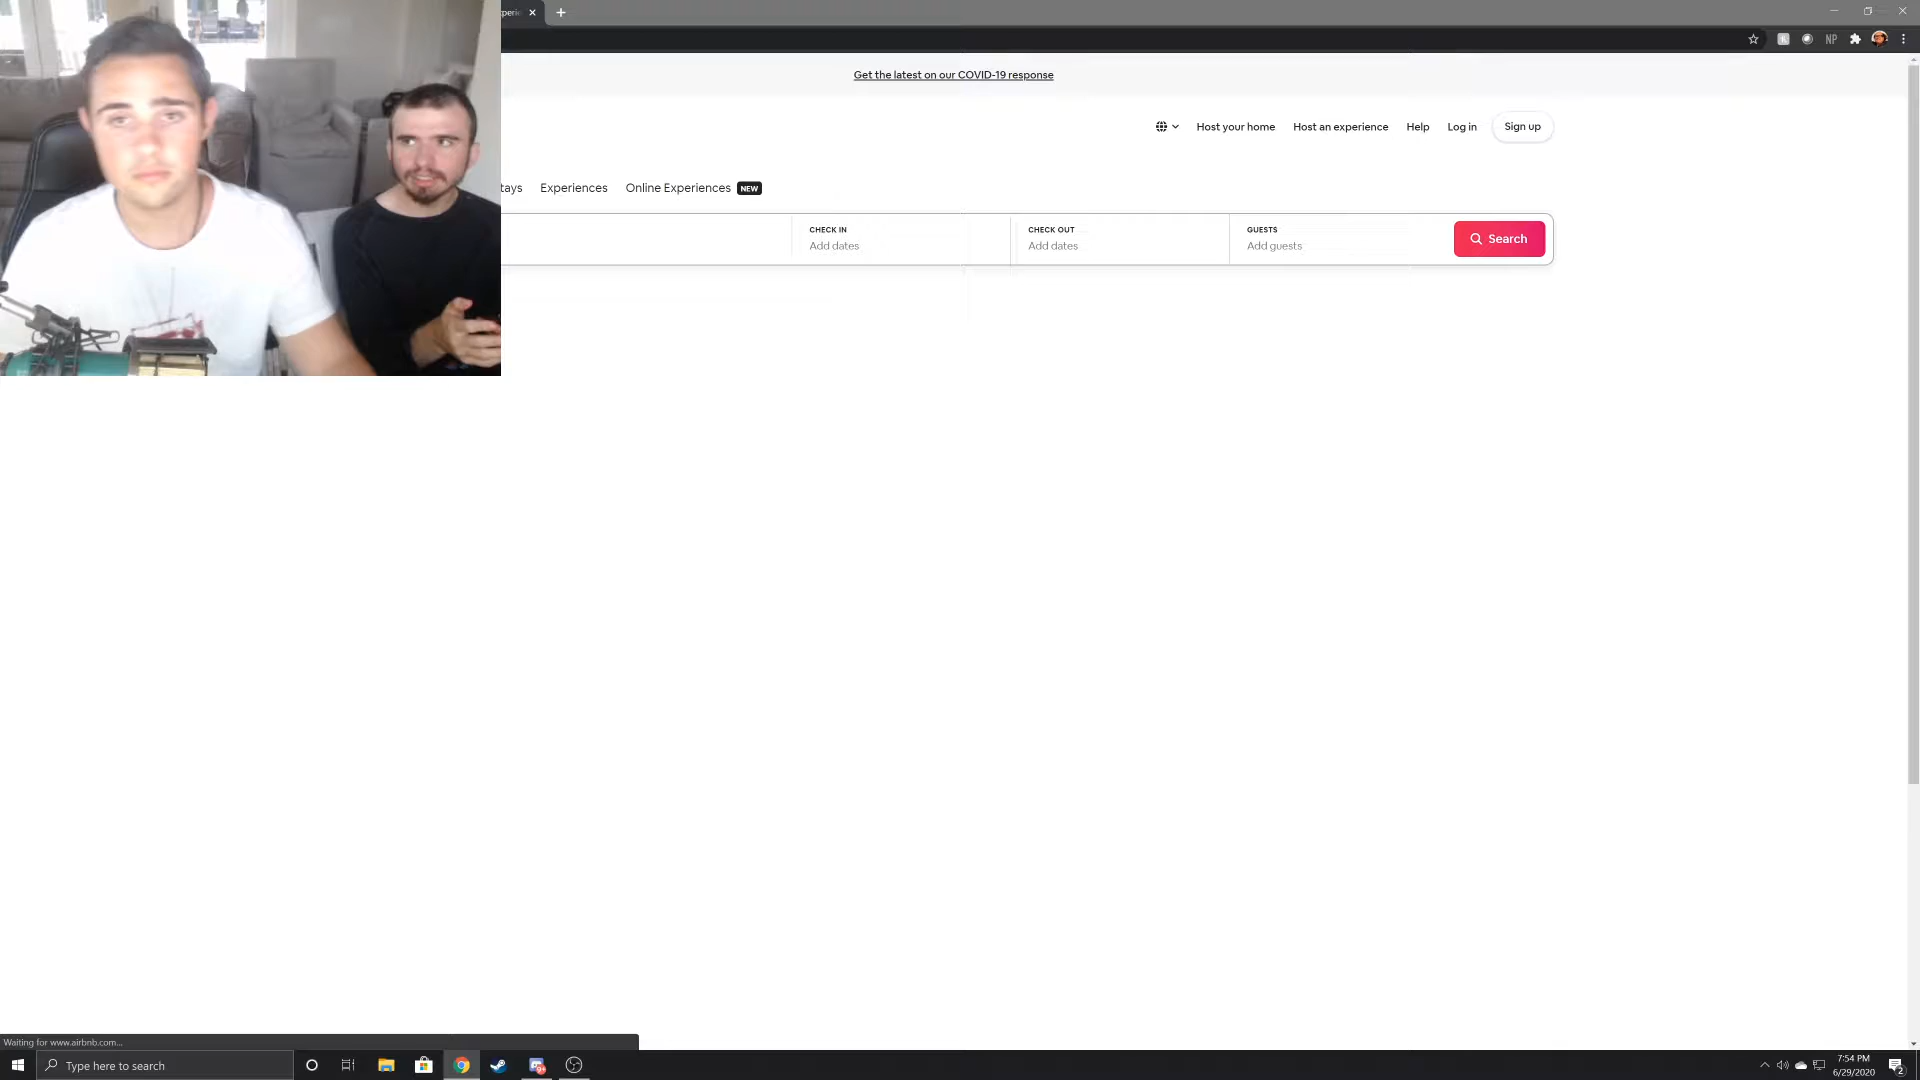 Get the latest on our COVID-19 response
Host your home Host an experience Help Log in Sign up
tays Experiences Online Experiences NEW
CHECK IN CHECK OUT GUESTS
Add dates Add dates Add guests Search
Waiting for www.airbnb.com...
Type here to search
7:54 PM
6/29/2020
2
NP